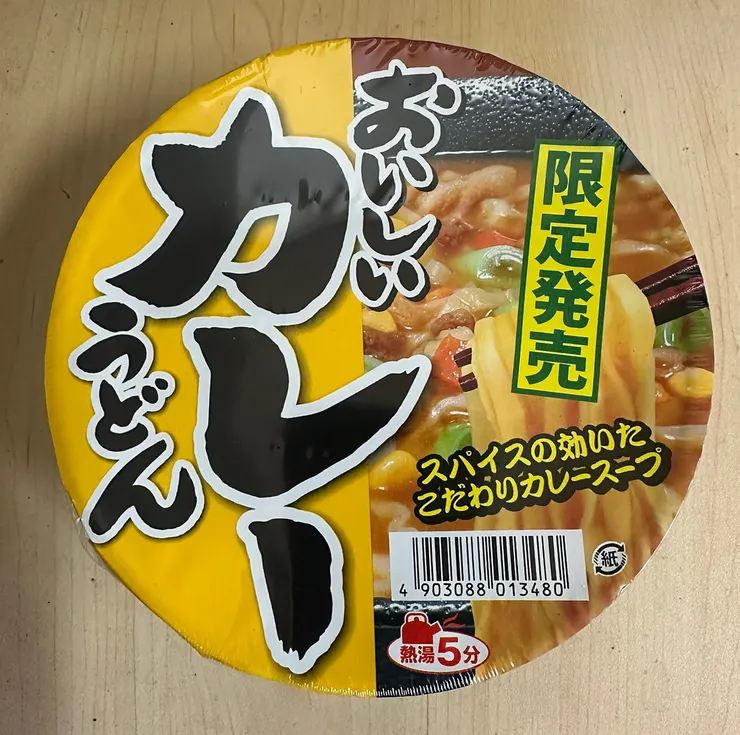 おいしい
カレー
うどん
限定発売
スパイスの効いた
こだわりカレースープ
4 903088 013480
紙
熱湯5分